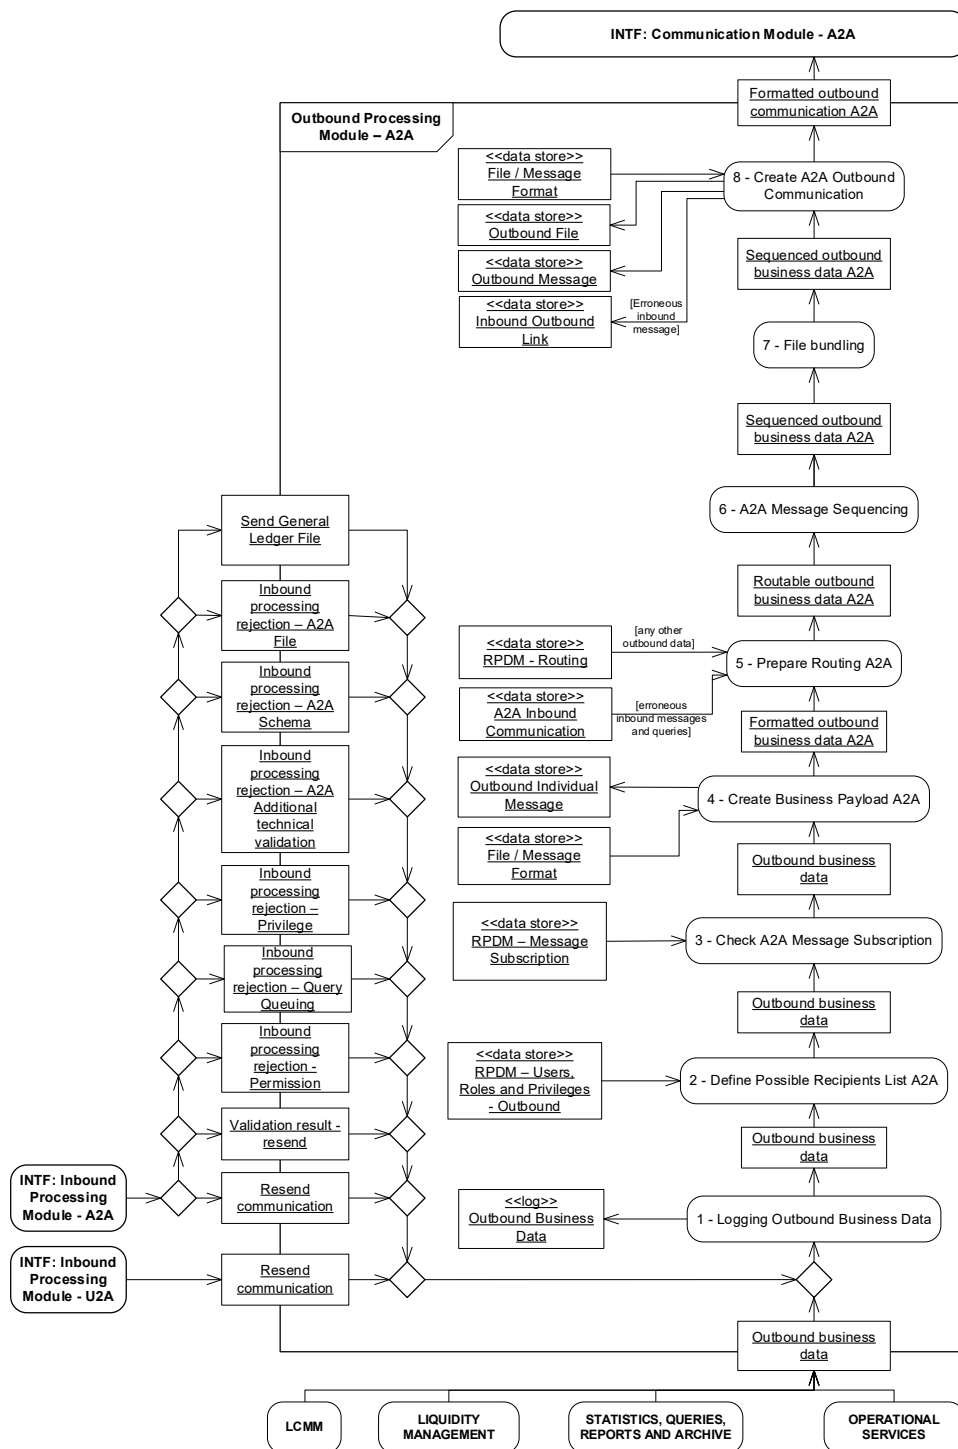 INTF: Communication Module - A2A
Formatted outbound
communication A2A
Outbound Processing
Module – A2A
<<data store>>
File / Message
Format
8 - Create A2A Outbound
Communication
<<data store>>
Outbound File
<<data store>>
Outbound Message
Sequenced outbound
business data A2A
<<data store>>
Inbound Outbound
Link
[Erroneous
inbound
message]
7 - File bundling
Sequenced outbound
business data A2A
6 - A2A Message Sequencing
Send General
Ledger File
Routable outbound
business data A2A
Inbound
processing
rejection – A2A
File
[any other
outbound data]
<<data store>>
RPDM - Routing
5 - Prepare Routing A2A
Inbound
processing
rejection – A2A
Schema
<<data store>>
A2A Inbound
Communication
[erroneous
inbound messages
and queries]
Formatted outbound
business data A2A
Inbound
processing
rejection – A2A
Additional
technical
validation
<<data store>>
Outbound Individual
Message
4 - Create Business Payload A2A
<<data store>>
File / Message
Format
Outbound business
data
Inbound
processing
rejection –
Privilege
<<data store>>
RPDM – Message
Subscription
3 - Check A2A Message Subscription
Inbound
processing
rejection – Query
Queuing
Outbound business
data
Inbound
processing
rejection -
Permission
<<data store>>
RPDM – Users,
Roles and Privileges
- Outbound
2 - Define Possible Recipients List A2A
Validation result -
resend
Outbound business
data
INTF: Inbound
Processing
Module - A2A
Resend
communication
<<log>>
Outbound Business
Data
1 - Logging Outbound Business Data
INTF: Inbound
Processing
Module - U2A
Resend
communication
Outbound business
data
LCMM
LIQUIDITY
MANAGEMENT
STATISTICS, QUERIES,
REPORTS AND ARCHIVE
OPERATIONAL
SERVICES